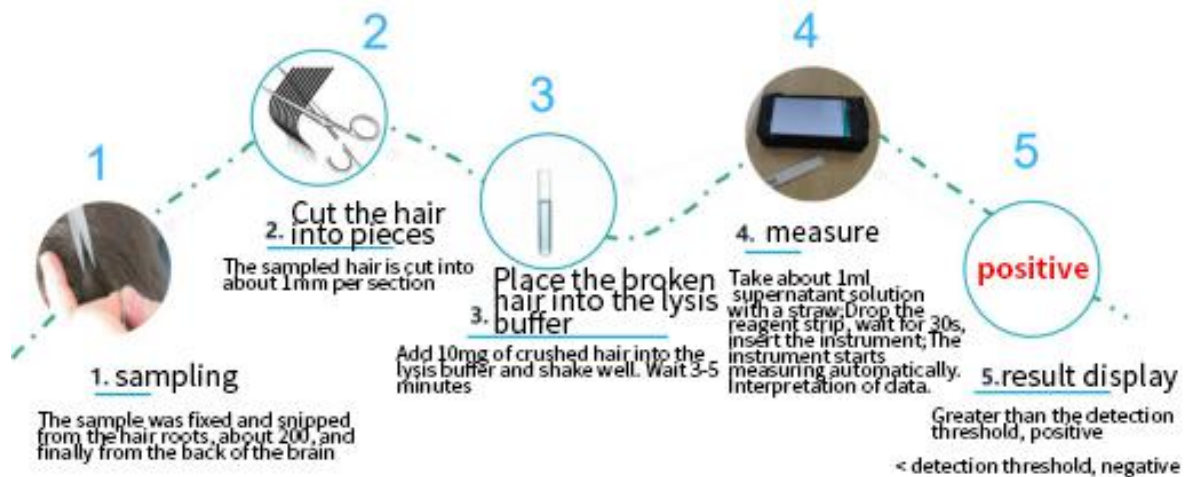 1
1. sampling
The sample was fixed and snipped
from the hair roots, about 200, and
finally from the back of the brain
2
2. Cut the hair
into pieces
The sampled hair is cut into
about 1mm per section
3
Place the broken
hair into the lysis
3. buffer
Add 10mg of crushed hair into the
lysis buffer and shake well. Wait 3-5
minutes
4
4. measure
Take about 1ml
supernatant solution
with a straw;Drop the
reagent strip, wait for 30s,
insert the instrument;The
instrument starts
measuring automatically.
Interpretation of data.
5
positive
5.result display
Greater than the detection
threshold, positive
< detection threshold, negative